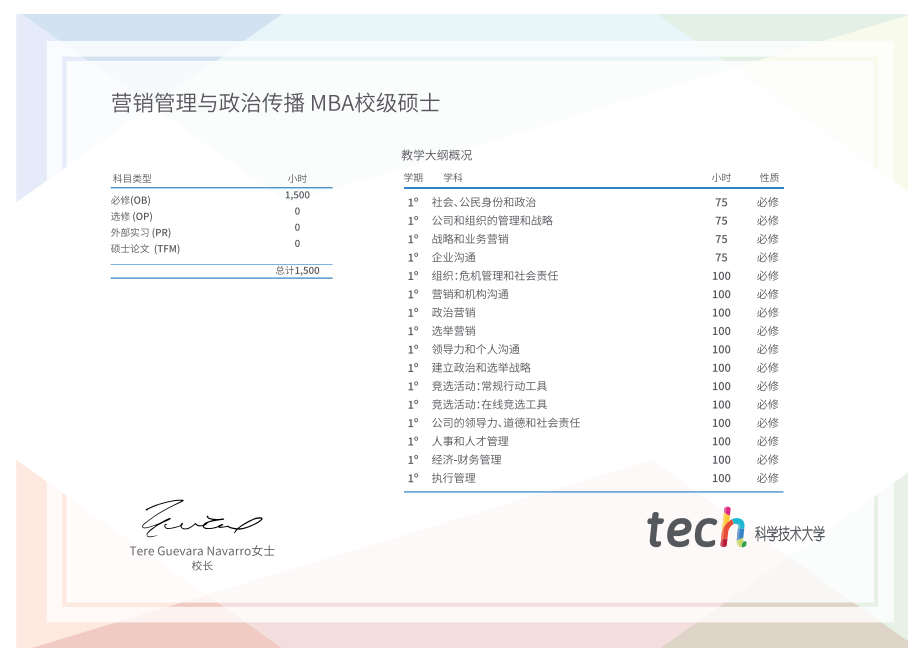 营销管理与政治传播 MBA校级硕士
科目类型 小时
必修(OB) 1,500
选修 (OP) 0
外部实习 (PR) 0
硕士论文 (TFM) 0
总计1,500
教学大纲概况
学期 学科 小时 性质
1º 社会、公民身份和政治 75 必修
1º 公司和组织的管理和战略 75 必修
1º 战略和业务营销 75 必修
1º 企业沟通 75 必修
1º 组织：危机管理和社会责任 100 必修
1º 营销和机构沟通 100 必修
1º 政治营销 100 必修
1º 选举营销 100 必修
1º 领导力和个人沟通 100 必修
1º 建立政治和选举战略 100 必修
1º 竞选活动：常规行动工具 100 必修
1º 竞选活动：在线竞选工具 100 必修
1º 公司的领导力、道德和社会责任 100 必修
1º 人事和人才管理 100 必修
1º 经济-财务管理 100 必修
1º 执行管理 100 必修
Tere Guevara Navarro女士
校长
tech 科学技术大学